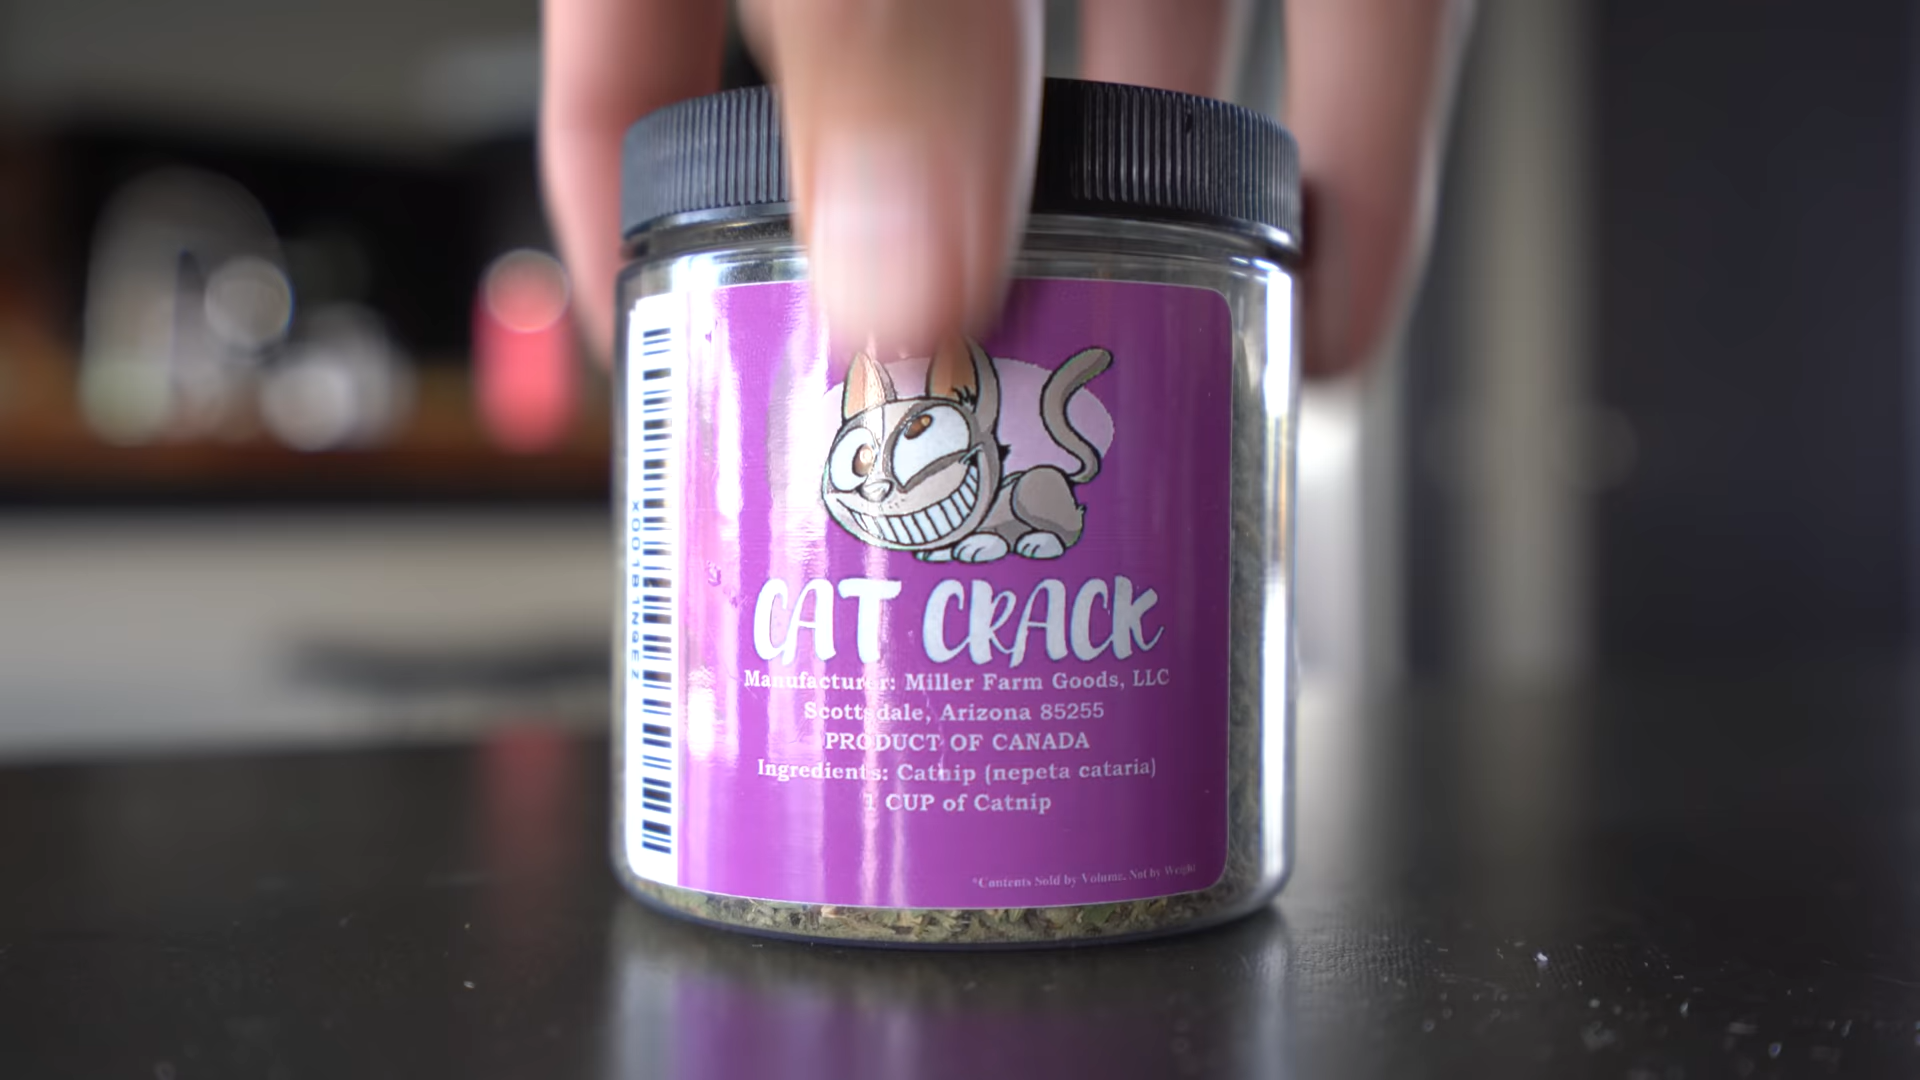 CAT CRACK
Manufacturer: Miller Farm Goods, LLC
Scottsdale, Arizona 85255
PRODUCT OF CANADA
Ingredients: Catnip (nepeta cataria)
1 CUP of Catnip
*Contents Sold by Volume. Not by Weight
X001B1NQEZ